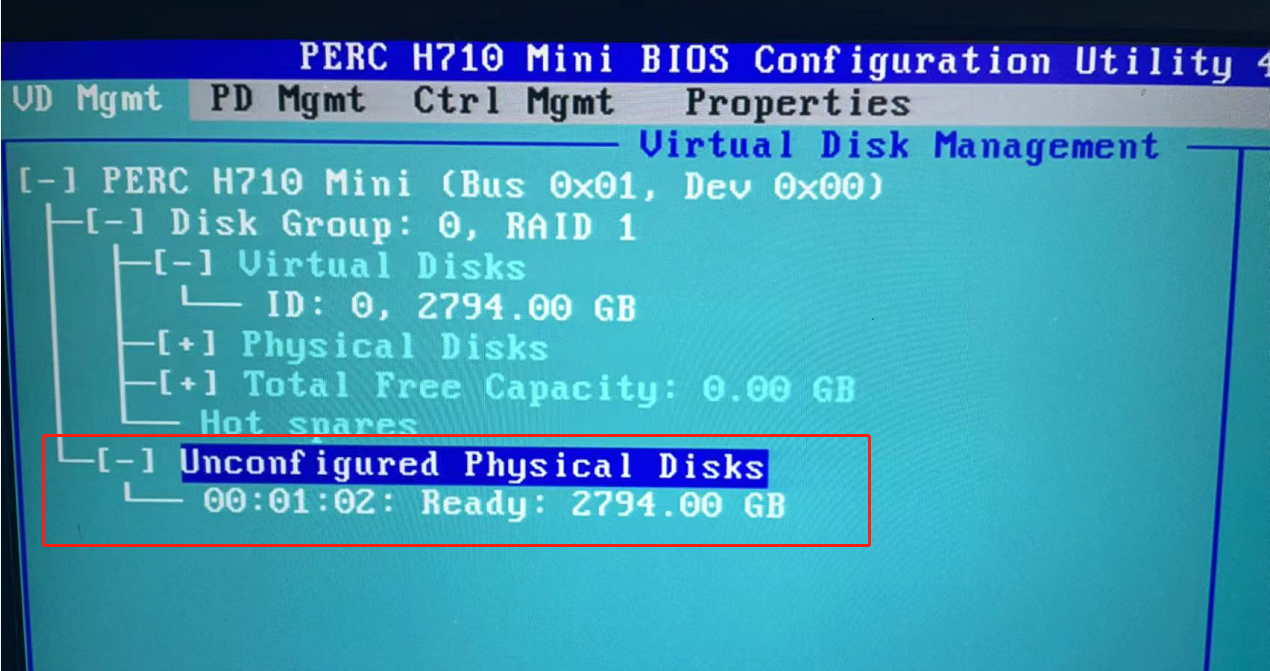 PERC H710 Mini BIOS Configuration Utility 4
VD Mgmt PD Mgmt Ctrl Mgmt Properties
Virtual Disk Management
[-] PERC H710 Mini (Bus 0x01, Dev 0x00)
[-] Disk Group: 0, RAID 1
[-] Virtual Disks
ID: 0, 2794.00 GB
[+] Physical Disks
[+] Total Free Capacity: 0.00 GB
Hot spares
[-] Unconfigured Physical Disks
00:01:02: Ready: 2794.00 GB